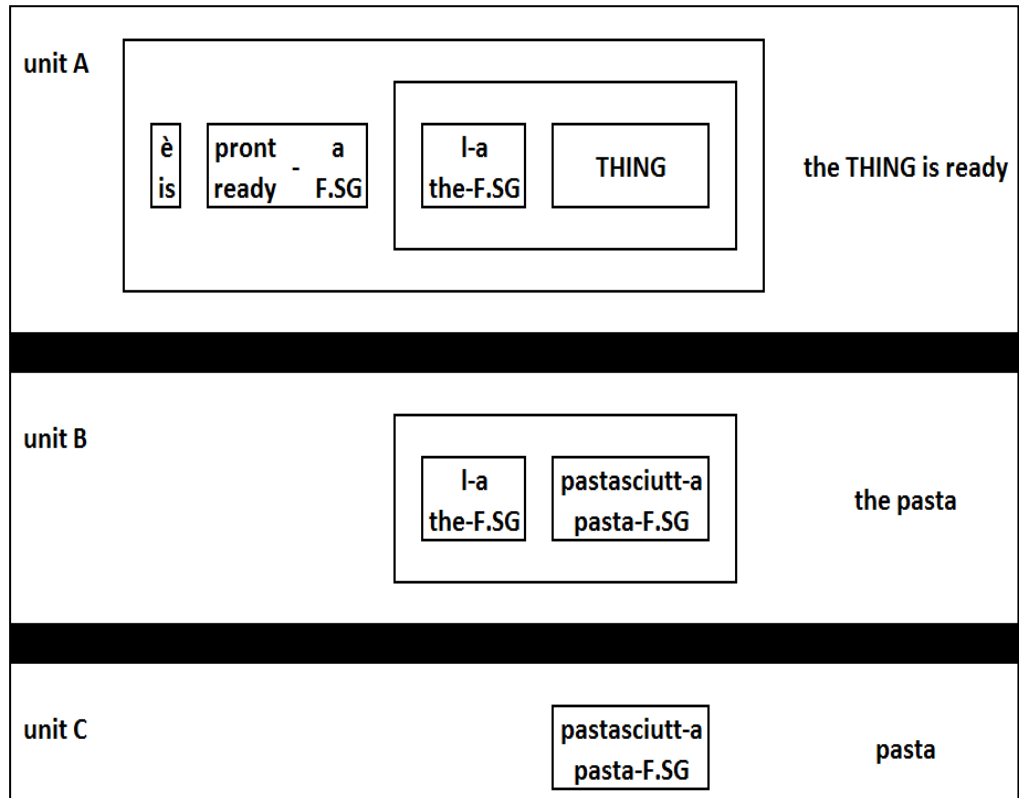 unit A
è pront - a l-a THING the THING is ready
is ready F.SG the-F.SG
unit B
l-a pastasciutt-a the pasta
the-F.SG pasta-F.SG
unit C
pastasciutt-a pasta
pasta-F.SG